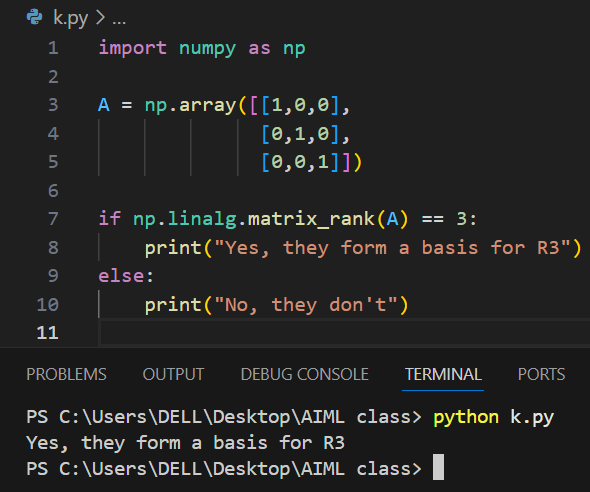 k.py > ...
1 import numpy as np
2
3 A = np.array([[1,0,0],
4               [0,1,0],
5               [0,0,1]])
6
7 if np.linalg.matrix_rank(A) == 3:
8     print("Yes, they form a basis for R3")
9 else:
10     print("No, they don't")
11
PROBLEMS OUTPUT DEBUG CONSOLE TERMINAL PORTS
PS C:\Users\DELL\Desktop\AIML class> python k.py
Yes, they form a basis for R3
PS C:\Users\DELL\Desktop\AIML class>